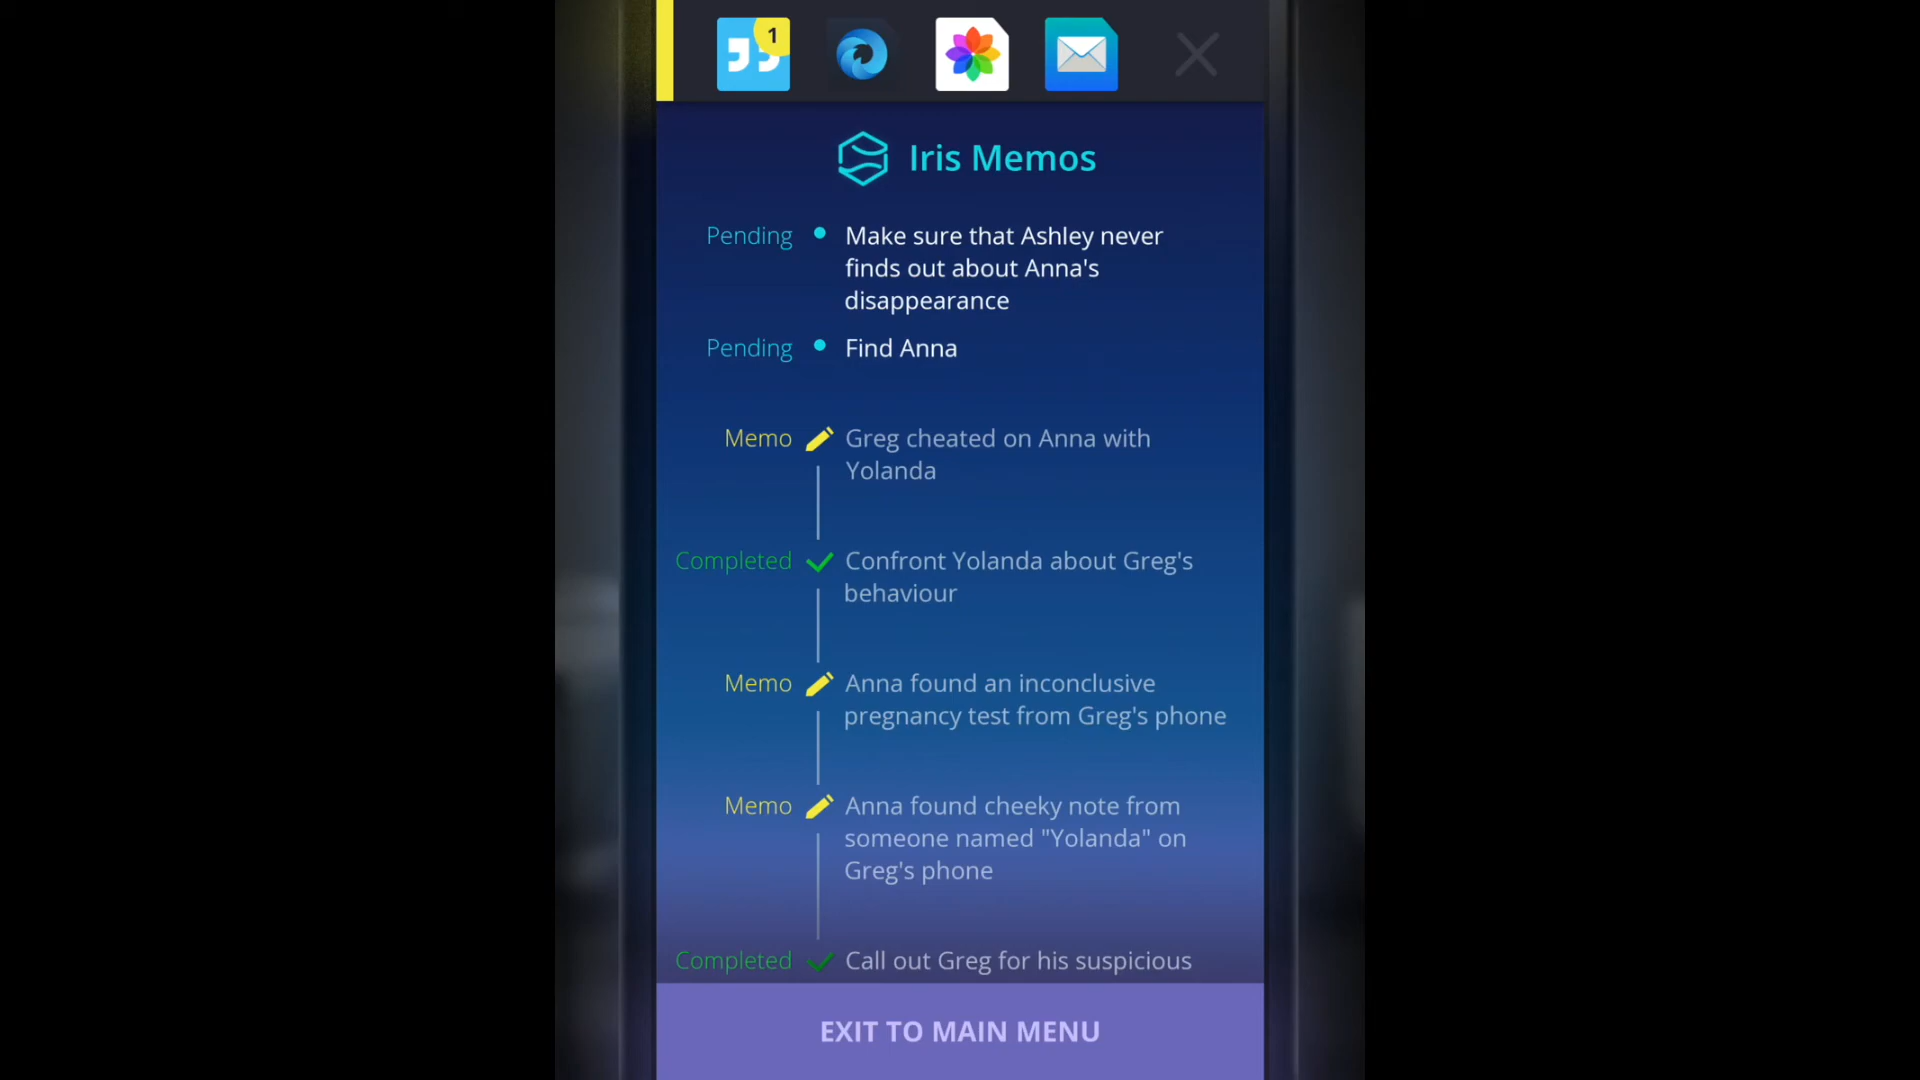 1
Iris Memos
Pending
Make sure that Ashley never
finds out about Anna's
disappearance
Pending
Find Anna
Memo
Greg cheated on Anna with
Yolanda
Completed
Confront Yolanda about Greg's
behaviour
Memo
Anna found an inconclusive
pregnancy test from Greg's phone
Memo
Anna found cheeky note from
someone named "Yolanda" on
Greg's phone
Completed
Call out Greg for his suspicious
EXIT TO MAIN MENU